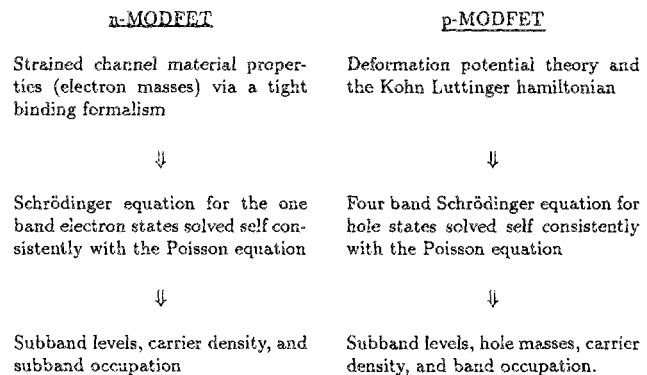 n-MODFET
Strained channel material proper-
ties (electron masses) via a tight
binding formalism
⇓
Schrödinger equation for the one
band electron states solved self con-
sistently with the Poisson equation
⇓
Subband levels, carrier density, and
subband occupation
p-MODFET
Deformation potential theory and
the Kohn Luttinger hamiltonian
⇓
Four band Schrödinger equation for
hole states solved self consistently
with the Poisson equation
⇓
Subband levels, hole masses, carrier
density, and band occupation.